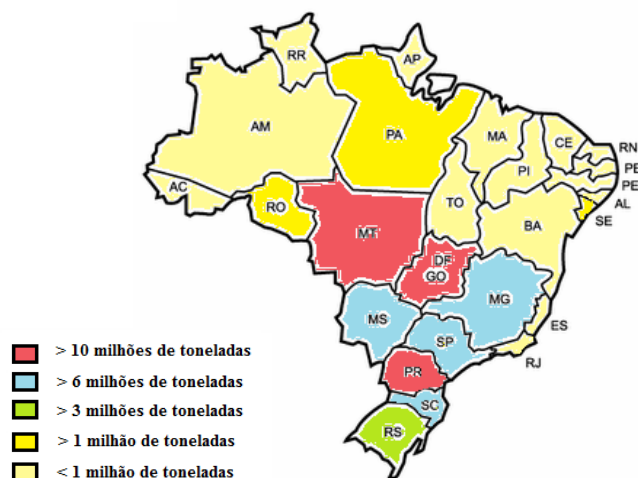 RR
AP
AM
PA
MA
CE
RN
PB
PI
PE
AC
TO
AL
RO
SE
BA
MT
DF
GO
MG
MS
ES
SP
RJ
PR
SC
RS
> 10 milhões de toneladas
> 6 milhões de toneladas
> 3 milhões de toneladas
> 1 milhão de toneladas
< 1 milhão de toneladas